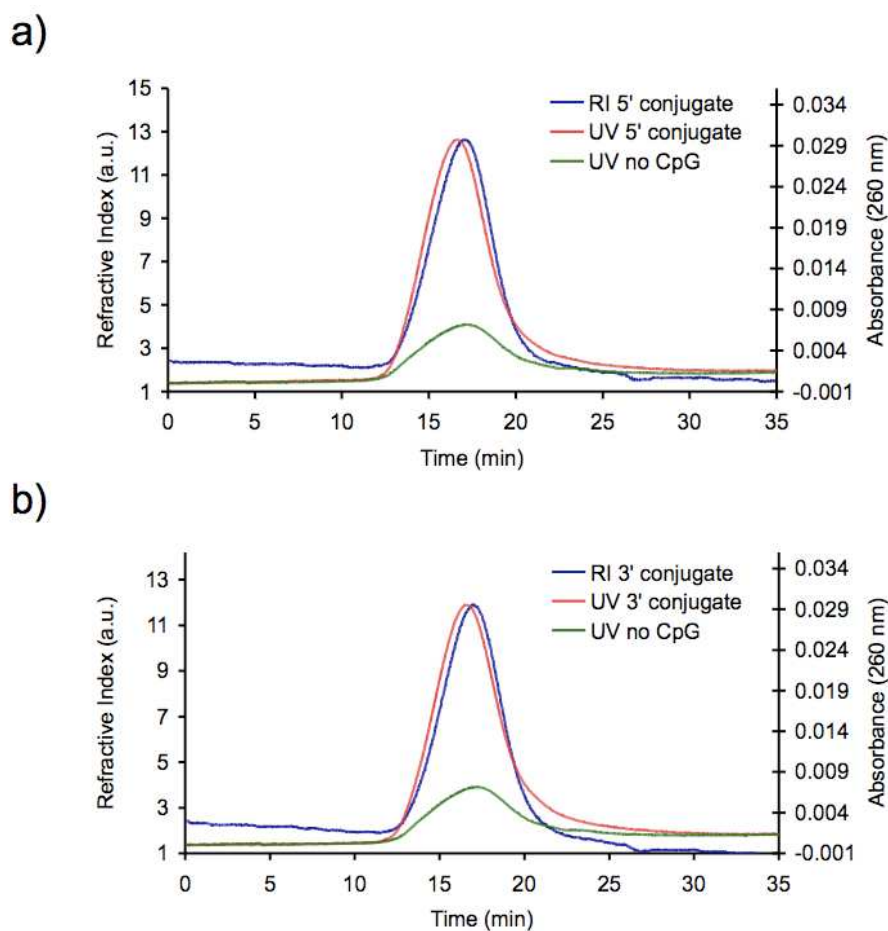 a)
15
13
11
9
7
5
3
1
Refractive Index (a.u.)
RI 5' conjugate
UV 5' conjugate
UV no CpG
0.034
0.029
0.024
0.019
0.014
0.009
0.004
-0.001
Absorbance (260 nm)
0 5 10 15 20 25 30 35
Time (min)
b)
13
11
9
7
5
3
1
Refractive Index (a.u.)
RI 3' conjugate
UV 3' conjugate
UV no CpG
0.034
0.029
0.024
0.019
0.014
0.009
0.004
-0.001
Absorbance (260 nm)
0 5 10 15 20 25 30 35
Time (min)